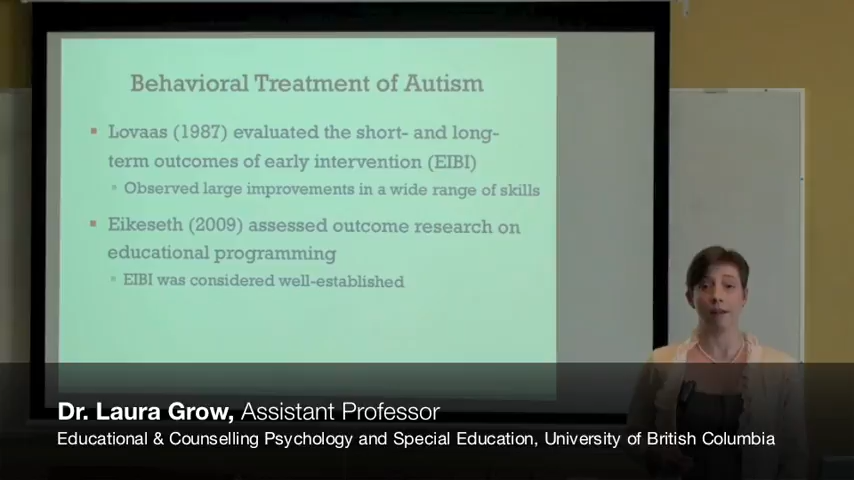 Behavioral Treatment of Autism
▪ Lovaas (1987) evaluated the short- and long-
term outcomes of early intervention (EIBI)
▪ Observed large improvements in a wide range of skills
▪ Eikeseth (2009) assessed outcome research on
educational programming
▪ EIBI was considered well-established
Dr. Laura Grow, Assistant Professor
Educational & Counselling Psychology and Special Education, University of British Columbia